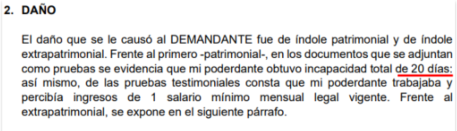 2. DAÑO
El daño que se le causó al DEMANDANTE fue de índole patrimonial y de índole
extrapatrimonial. Frente al primero -patrimonial-, en los documentos que se adjuntan
como pruebas se evidencia que mi poderdante obtuvo incapacidad total de 20 días;
así mismo, de las pruebas testimoniales consta que mi poderdante trabajaba y
percibía ingresos de 1 salario mínimo mensual legal vigente. Frente al
extrapatrimonial, se expone en el siguiente párrafo.